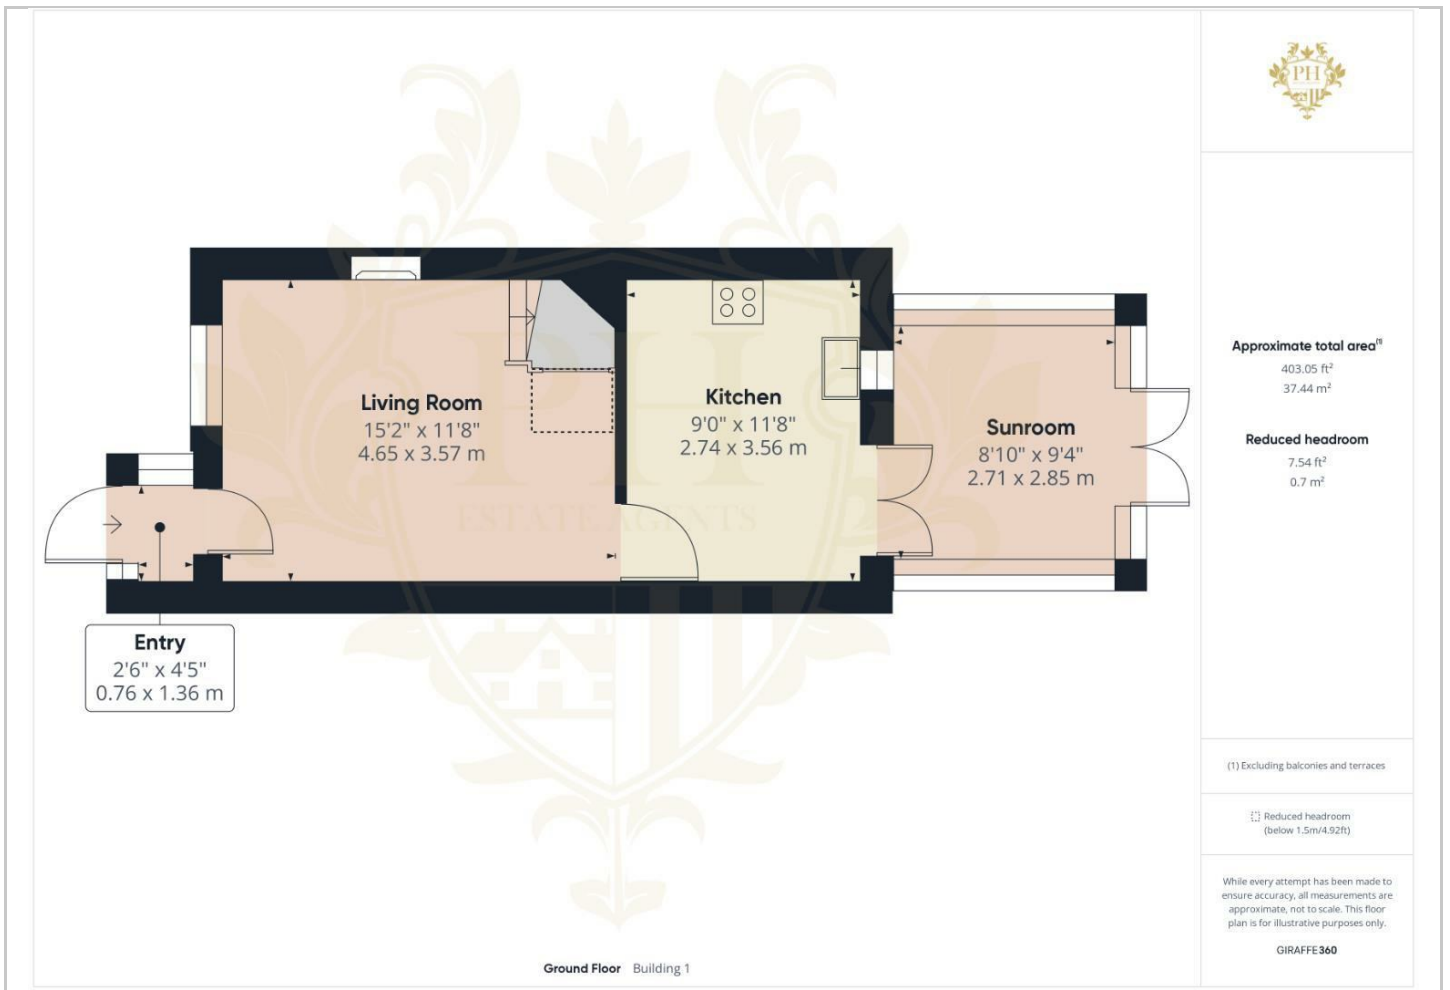 PH
Approximate total area(1)
403.05 ft²
37.44 m²
Reduced headroom
7.54 ft²
0.7 m²
Living Room
15'2" x 11'8"
4.65 x 3.57 m
Kitchen
9'0" x 11'8"
2.74 x 3.56 m
Sunroom
8'10" x 9'4"
2.71 x 2.85 m
PH
ESTATE AGENTS
Entry
2'6" x 4'5"
0.76 x 1.36 m
(1) Excluding balconies and terraces
Reduced headroom
(below 1.5m/4.92ft)
While every attempt has been made to
ensure accuracy, all measurements are
approximate, not to scale. This floor
plan is for illustrative purposes only.
GIRAFFE360
Ground Floor Building 1